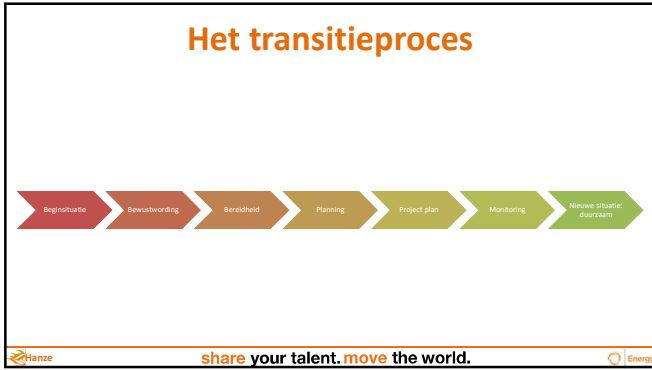 Het transitieproces
Beginsituatie
Bewustwording
Bereidheid
Planning
Project plan
Monitoring
Nieuwe situatie:
duurzaam
Hanze
share your talent. move the world.
Energy